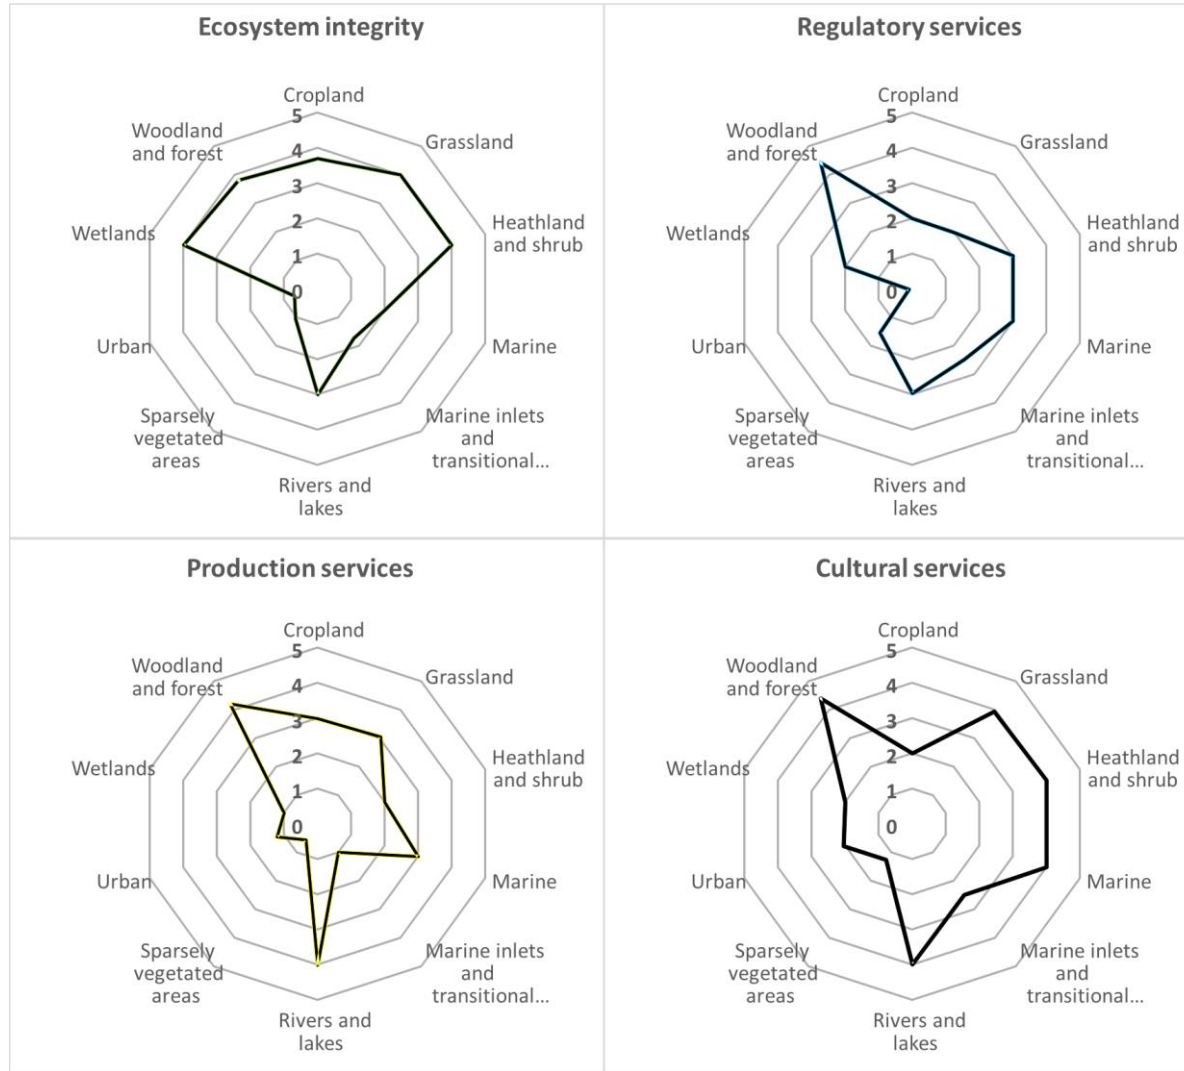 Ecosystem integrity
Cropland
Grassland
Heathland
and shrub
Marine
Marine inlets
and
transitional...
Rivers and
lakes
Sparsely
vegetated
areas
Urban
Wetlands
Woodland
and forest
5
4
3
2
1
0
Regulatory services
Cropland
Grassland
Heathland
and shrub
Marine
Marine inlets
and
transitional...
Rivers and
lakes
Sparsely
vegetated
areas
Urban
Wetlands
Woodland
and forest
5
4
3
2
1
0
Production services
Cropland
Grassland
Heathland
and shrub
Marine
Marine inlets
and
transitional...
Rivers and
lakes
Sparsely
vegetated
areas
Urban
Wetlands
Woodland
and forest
5
4
3
2
1
0
Cultural services
Cropland
Grassland
Heathland
and shrub
Marine
Marine inlets
and
transitional...
Rivers and
lakes
Sparsely
vegetated
areas
Urban
Wetlands
Woodland
and forest
5
4
3
2
1
0